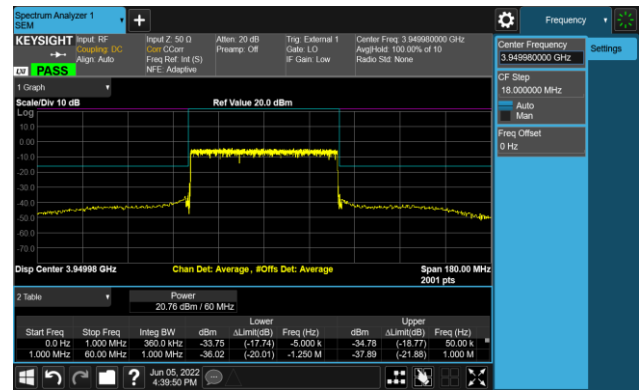 Spectrum Analyzer 1
SEM
Frequency
KEYSIGHT
Input: RF
Coupling: DC
Align: Auto
Input Z: 50 Ω
Corr CCorr
Freq Ref: Int (S)
NFE: Adaptive
Atten: 20 dB
Preamp: Off
Trig: External 1
Gate: LO
IF Gain: Low
Center Freq: 3.949980000 GHz
Avg|Hold: 100.00% of 10
Radio Std: None
LXI PASS
Center Frequency
3.949980000 GHz
Settings
CF Step
18.000000 MHz
Auto
Man
Freq Offset
0 Hz
1 Graph
Scale/Div 10 dB
Ref Value 20.0 dBm
Log
10.0
0.00
-10.0
-20.0
-30.0
-40.0
-50.0
-60.0
-70.0
Disp Center 3.94998 GHz
Chan Det: Average , #Offs Det: Average
Span 180.00 MHz
2001 pts
2 Table
Power
20.76 dBm / 60 MHz
Lower Upper
Start Freq Stop Freq Integ BW dBm ΔLimit(dB) Freq (Hz) dBm ΔLimit(dB) Freq (Hz)
0.0 Hz 1.000 MHz 360.0 kHz -33.75 (-17.74) -5.000 k -34.78 (-18.77) 50.00 k
1.000 MHz 60.00 MHz 1.000 MHz -36.02 (-20.01) -1.250 M -37.89 (-21.88) 1.000 M
?
Jun 05, 2022
4:39:50 PM